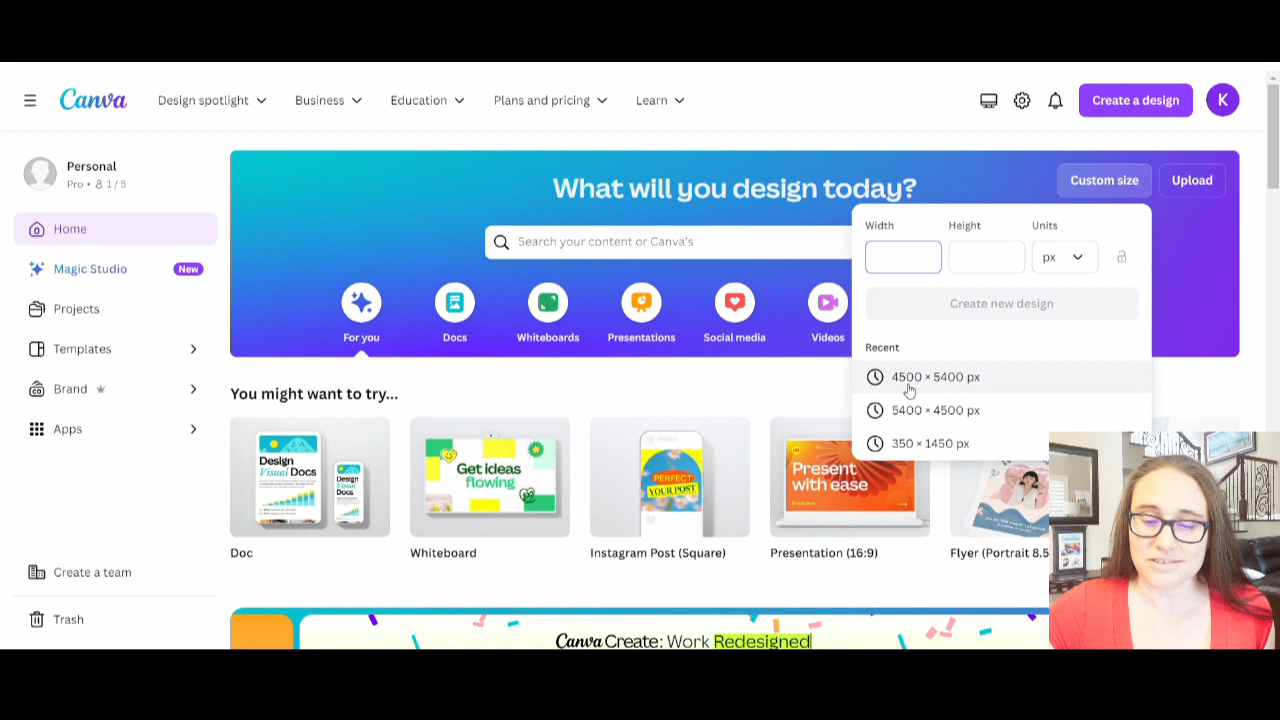 Canva
Design spotlight
Business
Education
Plans and pricing
Learn
Create a design
K
Personal
Pro • 1 / 5
Home
Magic Studio
New
Projects
Templates
Brand
Apps
Create a team
Trash
What will you design today?
Custom size
Upload
Search your content or Canva's
For you
Docs
Whiteboards
Presentations
Social media
Videos
Width
Height
Units
px
Create new design
Recent
4500 × 5400 px
5400 × 4500 px
350 × 1450 px
You might want to try...
Design
Visual Docs
Design
Visual Docs
Get ideas
flowing
PERFECT
YOUR POST
Present
with ease
Doc
Whiteboard
Instagram Post (Square)
Presentation (16:9)
Flyer (Portrait 8.5
Canva Create: Work Redesigned